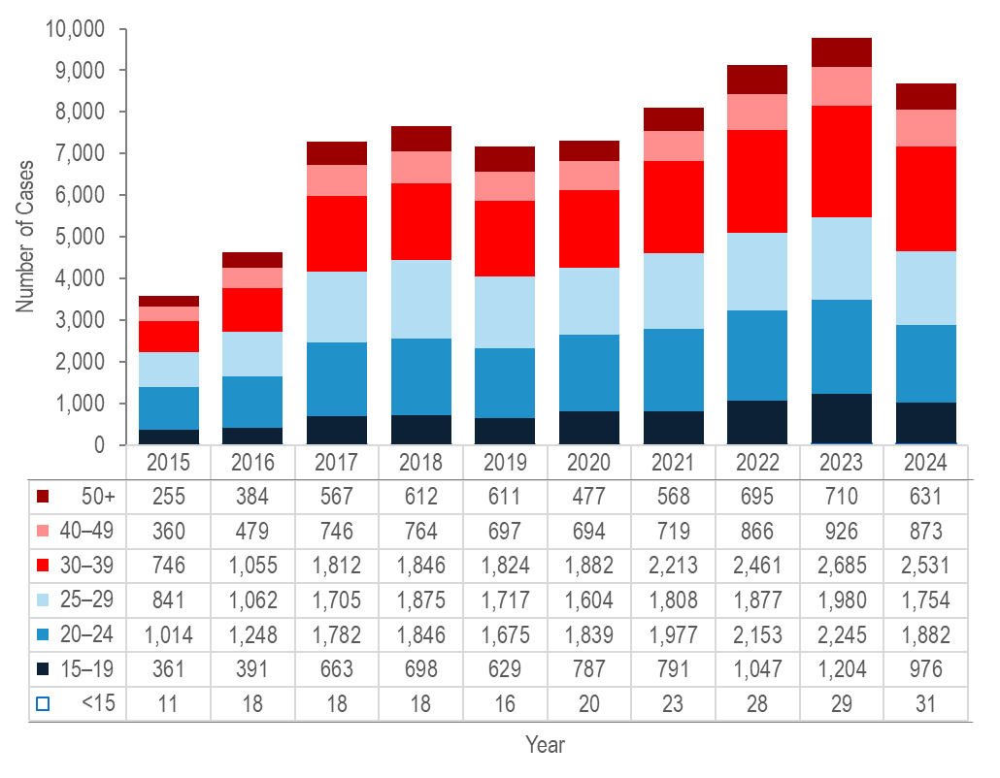 10,000
9,000
8,000
7,000
6,000
5,000
4,000
3,000
2,000
1,000
0
Number of Cases
2015 2016 2017 2018 2019 2020 2021 2022 2023 2024
50+ 255 384 567 612 611 477 568 695 710 631
40–49 360 479 746 764 697 694 719 866 926 873
30–39 746 1,055 1,812 1,846 1,824 1,882 2,213 2,461 2,685 2,531
25–29 841 1,062 1,705 1,875 1,717 1,604 1,808 1,877 1,980 1,754
20–24 1,014 1,248 1,782 1,846 1,675 1,839 1,977 2,153 2,245 1,882
15–19 361 391 663 698 629 787 791 1,047 1,204 976
<15 11 18 18 18 16 20 23 28 29 31
Year